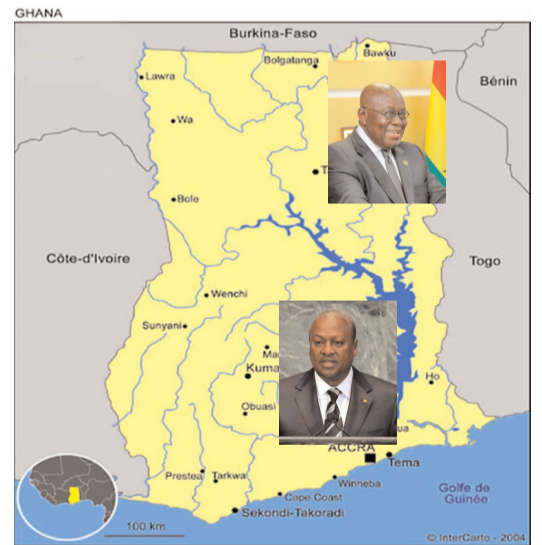 GHANA
Burkina-Faso
Bawku
Bolgatanga
Lawra
Bénin
Wa
Bole
Côte-d'Ivoire
Togo
Wenchi
Sunyani
Ho
Obuasi
ACCRA
Tema
Prestea
Tarkwa
Winneba
Golfe de
Guinée
Cape Coast
Sekondi-Takoradi
100 km
© InterCarto - 2004